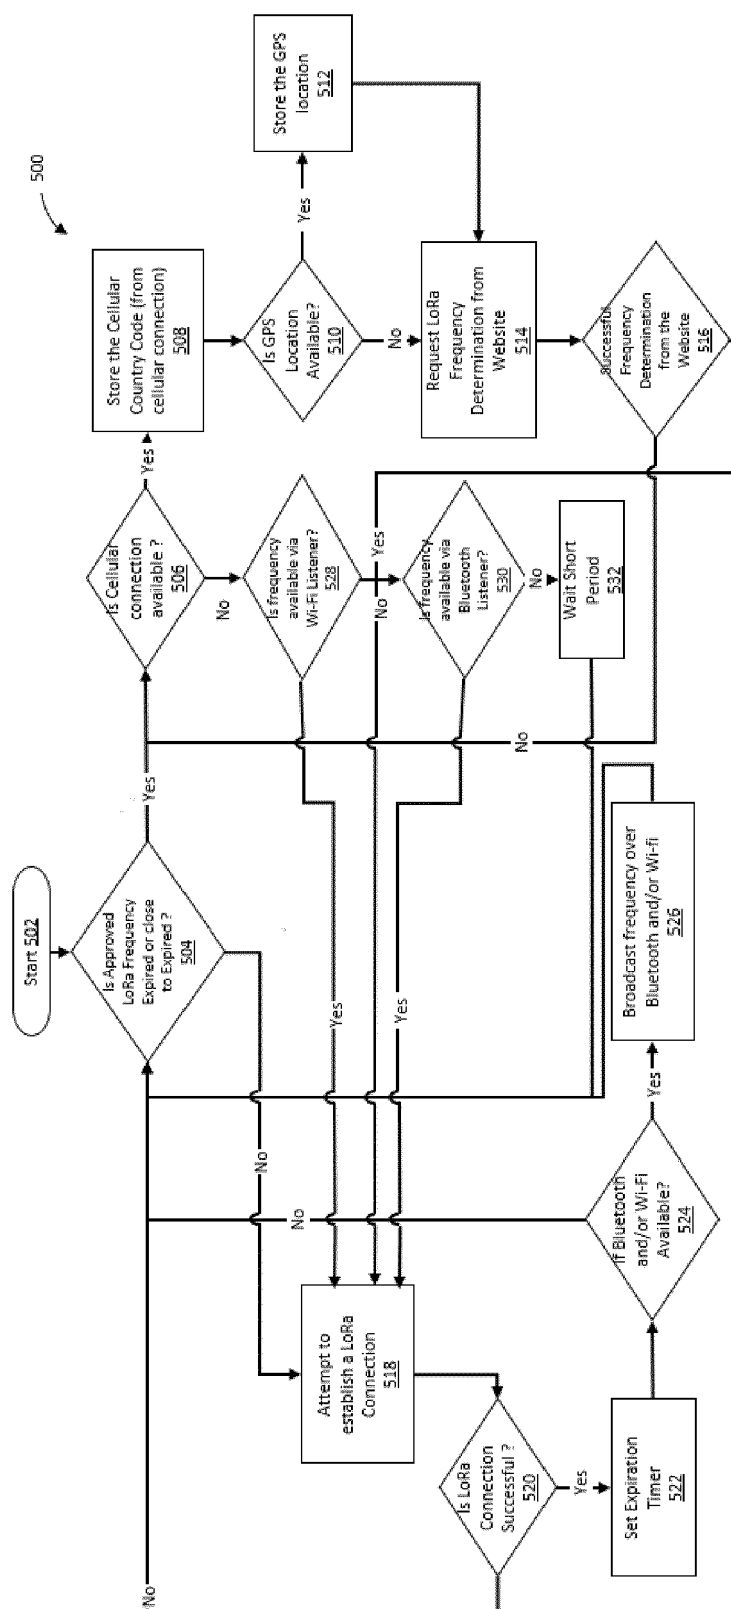 500
Start 502
Is Approved
LoRa Frequency
Expired or close
to Expired ?
504
Yes
No
Is Cellular
connection
available ?
506
Yes
No
Store the Cellular
Country Code (from
cellular connection)
508
Is GPS
Location
Available?
510
Yes
No
Store the GPS
location
512
Request LoRa
Frequency
Determination from
Website
514
Successful
Frequency
Determination
from the
Website
516
Yes
No
Is frequency
available via
Wi-Fi Listener?
528
Yes
No
Is frequency
available via
Bluetooth
Listener?
530
Yes
No
Wait Short
Period
532
Attempt to
establish a LoRa
Connection
518
Is LoRa
Connection
Successful ?
520
Yes
No
Set Expiration
Timer
522
If Bluetooth
and/or Wi-Fi
Available?
524
Yes
No
Broadcast frequency over
Bluetooth and/or Wi-fi
526